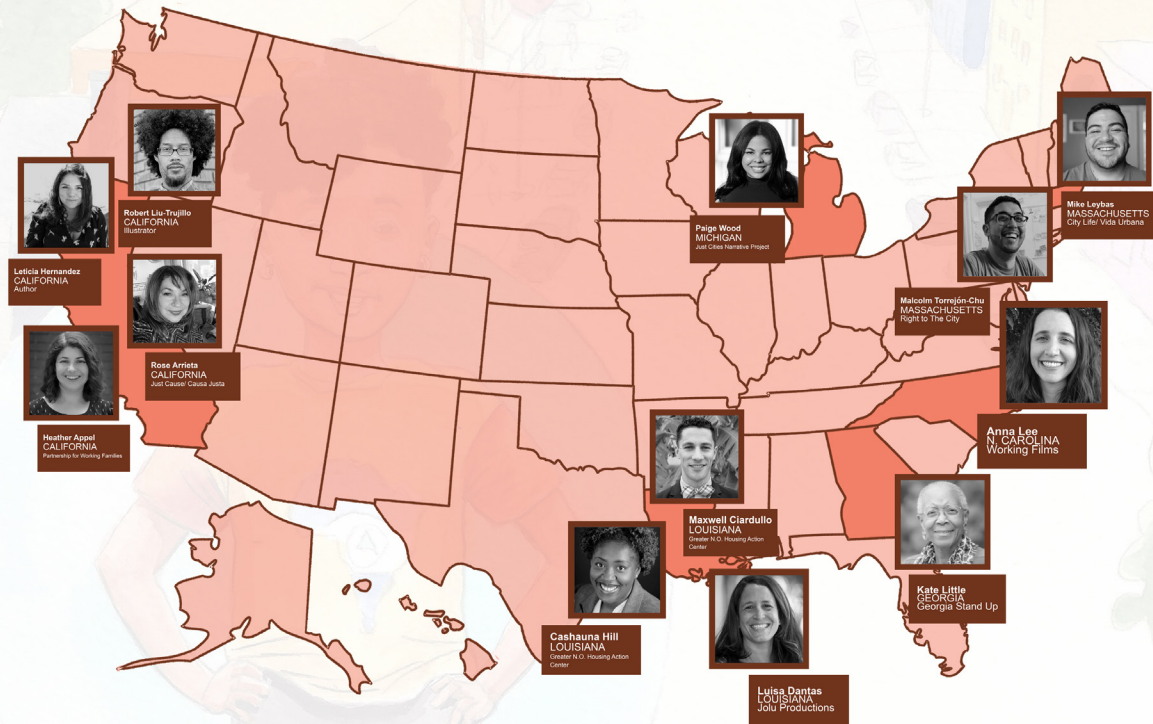 Robert Liu-Trujillo
CALIFORNIA
Illustrator
Leticia Hernandez
CALIFORNIA
Author
Rose Arrieta
CALIFORNIA
Just Cause/ Causa Justa
Heather Appel
CALIFORNIA
Partnership for Working Families
Paige Wood
MICHIGAN
Just Cities Narrative Project
Mike Leybas
MASSACHUSETTS
City Life/ Vida Urbana
Malcolm Torrejón-Chu
MASSACHUSETTS
Right to The City
Anna Lee
N. CAROLINA
Working Films
Maxwell Ciardullo
LOUISIANA
Greater N.O. Housing Action
Center
Kate Little
GEORGIA
Georgia Stand Up
Cashauna Hill
LOUISIANA
Greater N.O. Housing Action
Center
Luisa Dantas
LOUISIANA
Jolu Productions